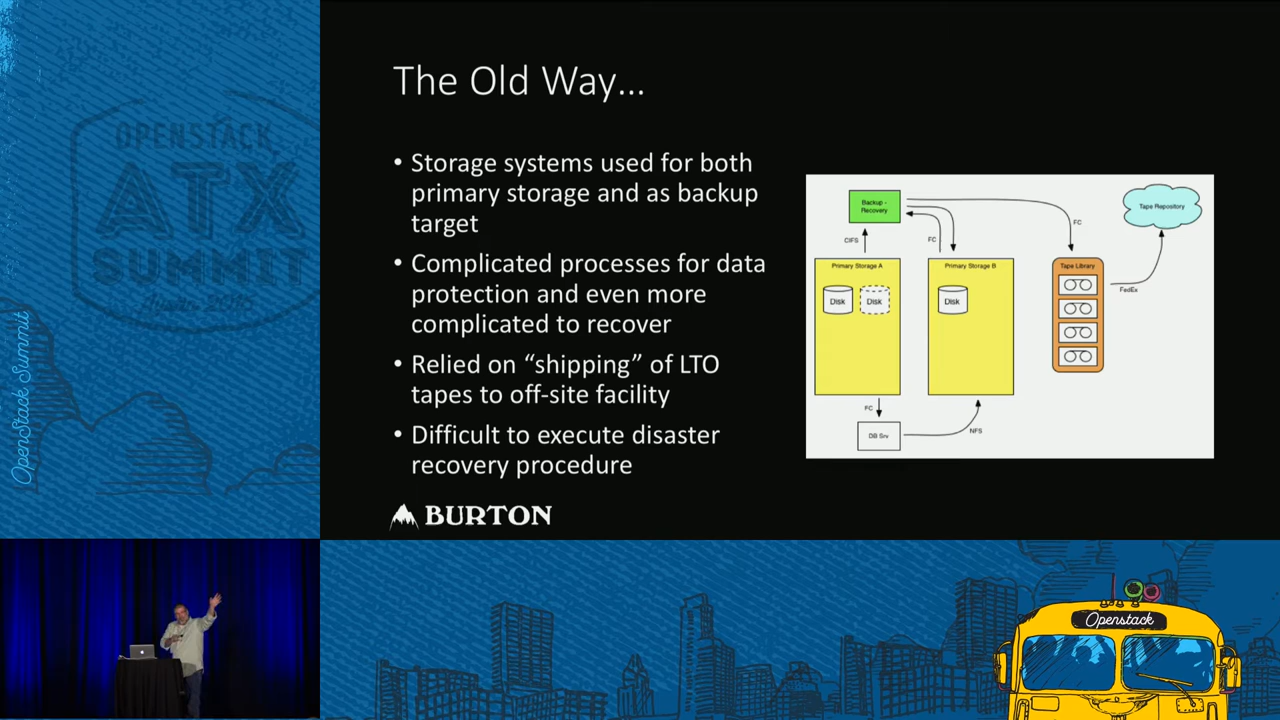 OPENSTACK
ATX
SUMMIT
OpenStack Summit
The Old Way...
• Storage systems used for both
primary storage and as backup
target
• Complicated processes for data
protection and even more
complicated to recover
• Relied on “shipping” of LTO
tapes to off-site facility
• Difficult to execute disaster
recovery procedure
BURTON
Backup -
Recovery
Tape Repository
CIFS
FC
FC
Primary Storage A
Primary Storage B
Tape Library
Disk
Disk
Disk
FedEx
FC
DB Srv
NFS
Openstack